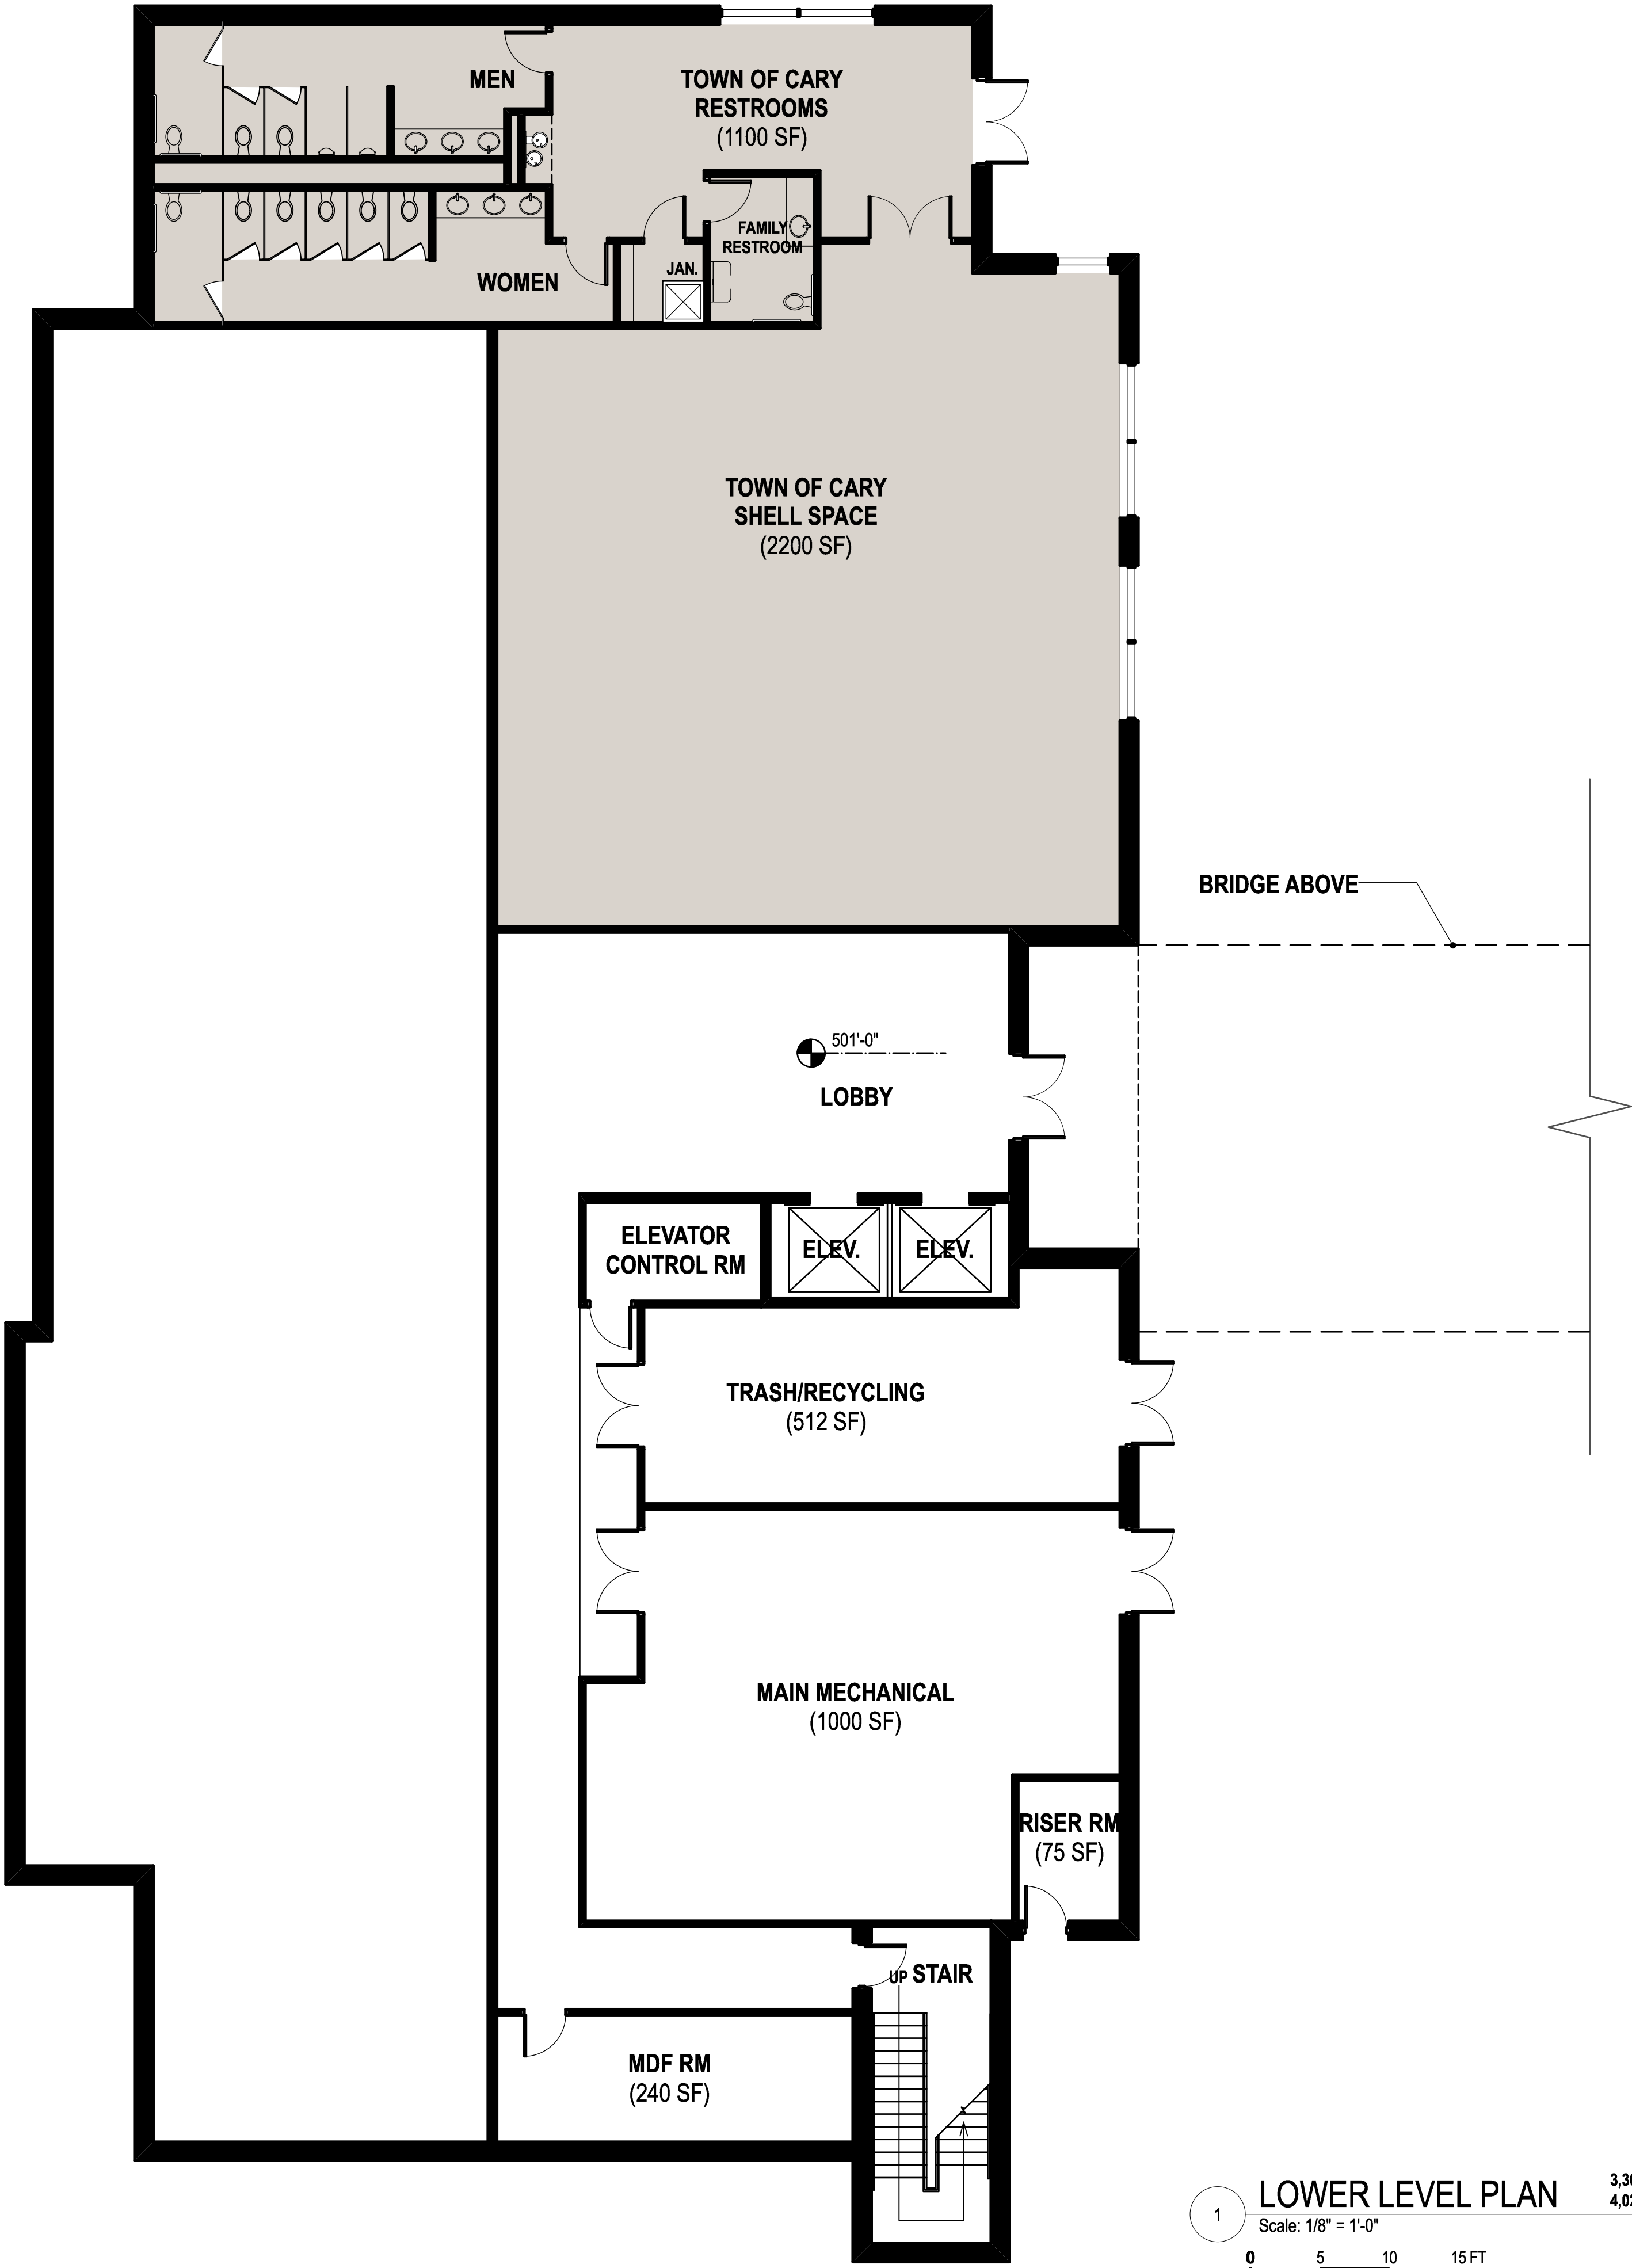 MEN
TOWN OF CARY
RESTROOMS
(1100 SF)
FAMILY
RESTROOM
JAN.
WOMEN
TOWN OF CARY
SHELL SPACE
(2200 SF)
BRIDGE ABOVE
501'-0"
LOBBY
ELEVATOR
CONTROL RM
ELEV.
ELEV.
TRASH/RECYCLING
(512 SF)
MAIN MECHANICAL
(1000 SF)
RISER RM
(75 SF)
UP STAIR
MDF RM
(240 SF)
1
LOWER LEVEL PLAN
Scale: 1/8" = 1'-0"
0 5 10 15 FT